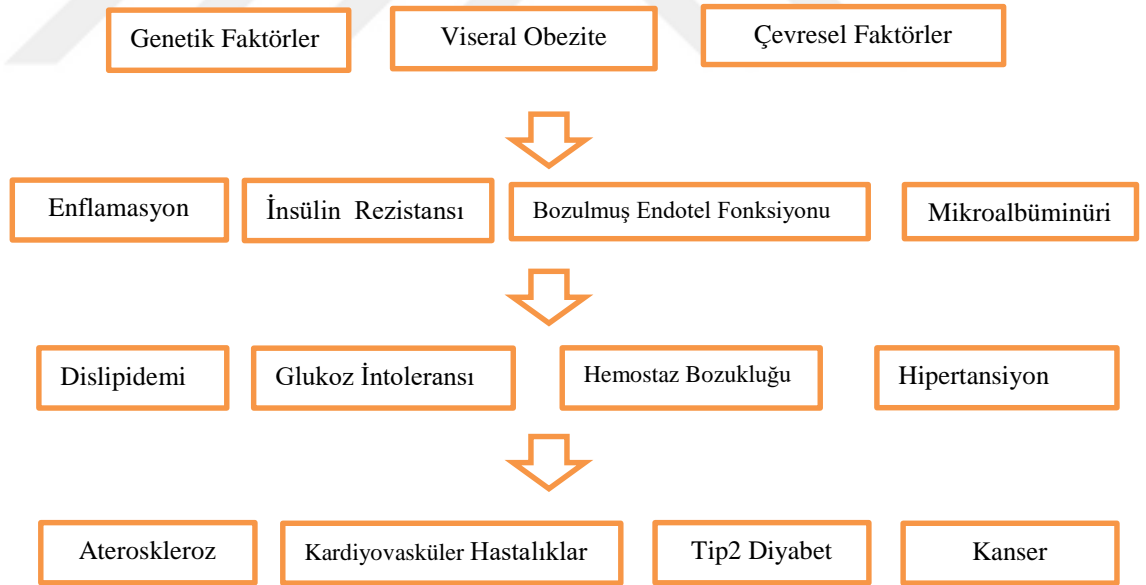 Genetik Faktörler
Viseral Obezite
Çevresel Faktörler
Enflamasyon
İnsülin Rezistansı
Bozulmuş Endotel Fonksiyonu
Mikroalbüminüri
Dislipidemi
Glukoz İntoleransı
Hemostaz Bozukluğu
Hipertansiyon
Ateroskleroz
Kardiyovasküler Hastalıklar
Tip2 Diyabet
Kanser